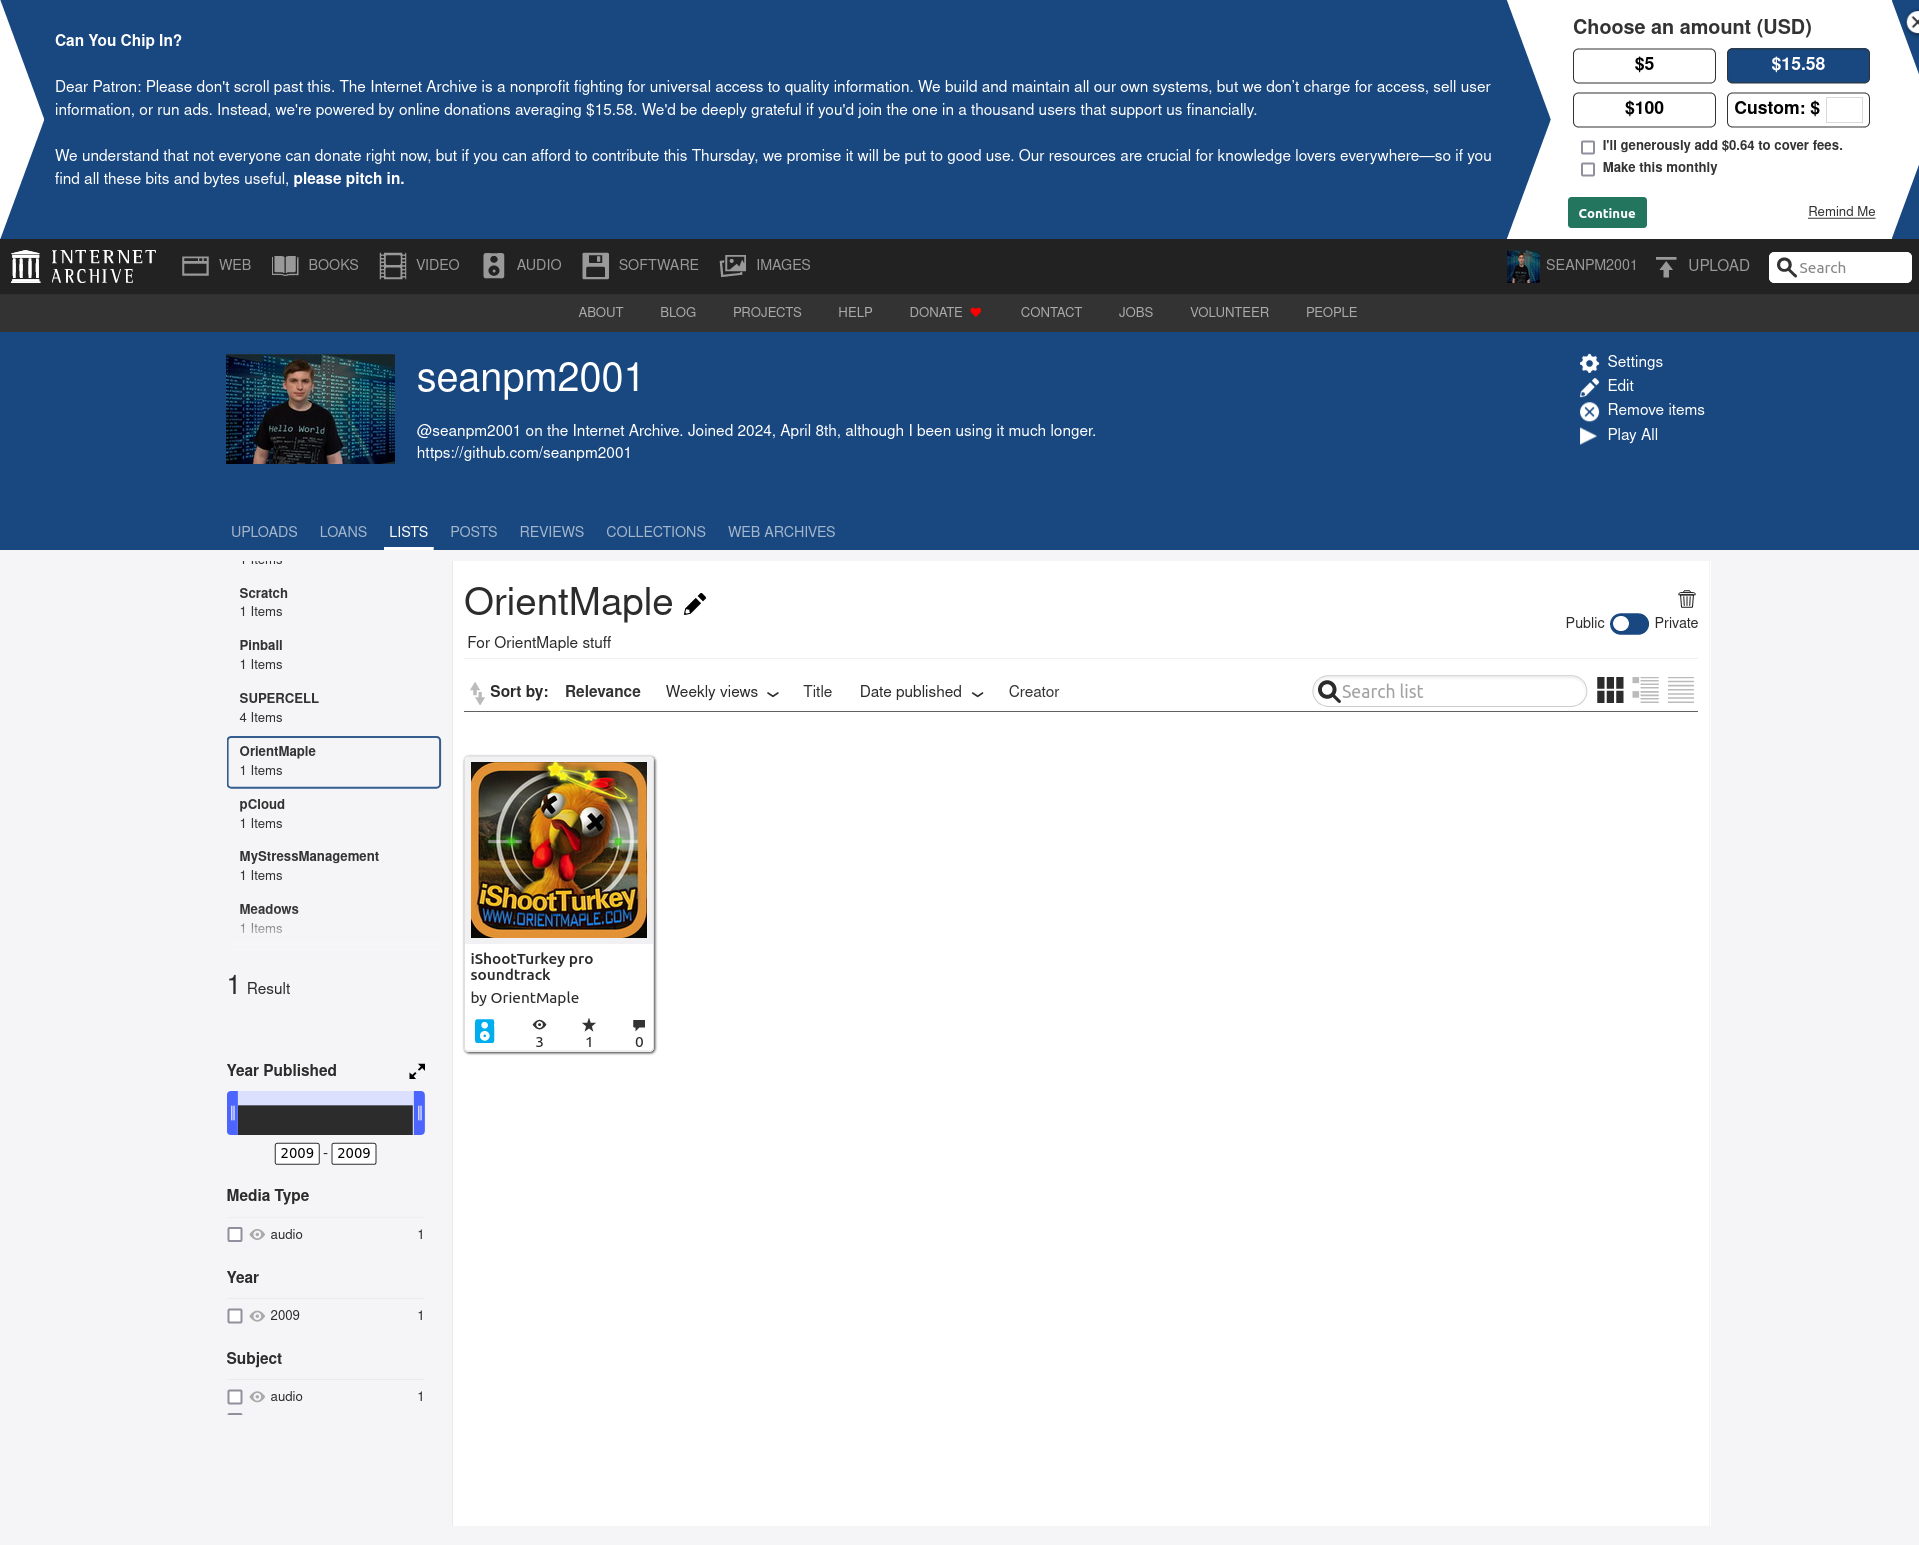 Can You Chip In?
Dear Patron: Please don't scroll past this. The Internet Archive is a nonprofit fighting for universal access to quality information. We build and maintain all our own systems, but we don’t charge for access, sell user
information, or run ads. Instead, we're powered by online donations averaging $15.58. We'd be deeply grateful if you'd join the one in a thousand users that support us financially.
We understand that not everyone can donate right now, but if you can afford to contribute this Thursday, we promise it will be put to good use. Our resources are crucial for knowledge lovers everywhere—so if you
find all these bits and bytes useful, please pitch in.
Choose an amount (USD)
$5 $15.58
$100 Custom: $
I'll generously add $0.64 to cover fees.
Make this monthly
Continue Remind Me
INTERNET
ARCHIVE
WEB BOOKS VIDEO AUDIO SOFTWARE IMAGES SEANPM2001 UPLOAD Search
ABOUT BLOG PROJECTS HELP DONATE CONTACT JOBS VOLUNTEER PEOPLE
Hello World
seanpm2001
@seanpm2001 on the Internet Archive. Joined 2024, April 8th, although I been using it much longer.
https://github.com/seanpm2001
Settings
Edit
Remove items
Play All
UPLOADS LOANS LISTS POSTS REVIEWS COLLECTIONS WEB ARCHIVES
1 Items
Scratch
1 Items
Pinball
1 Items
SUPERCELL
4 Items
OrientMaple
1 Items
pCloud
1 Items
MyStressManagement
1 Items
Meadows
1 Items
1 Result
Year Published
2009 - 2009
Media Type
audio 1
Year
2009 1
Subject
audio 1
OrientMaple
For OrientMaple stuff
Public Private
Sort by: Relevance Weekly views Title Date published Creator Search list
iShootTurkey
WWW.ORIENTMAPLE.COM
iShootTurkey pro
soundtrack
by OrientMaple
3 1 0